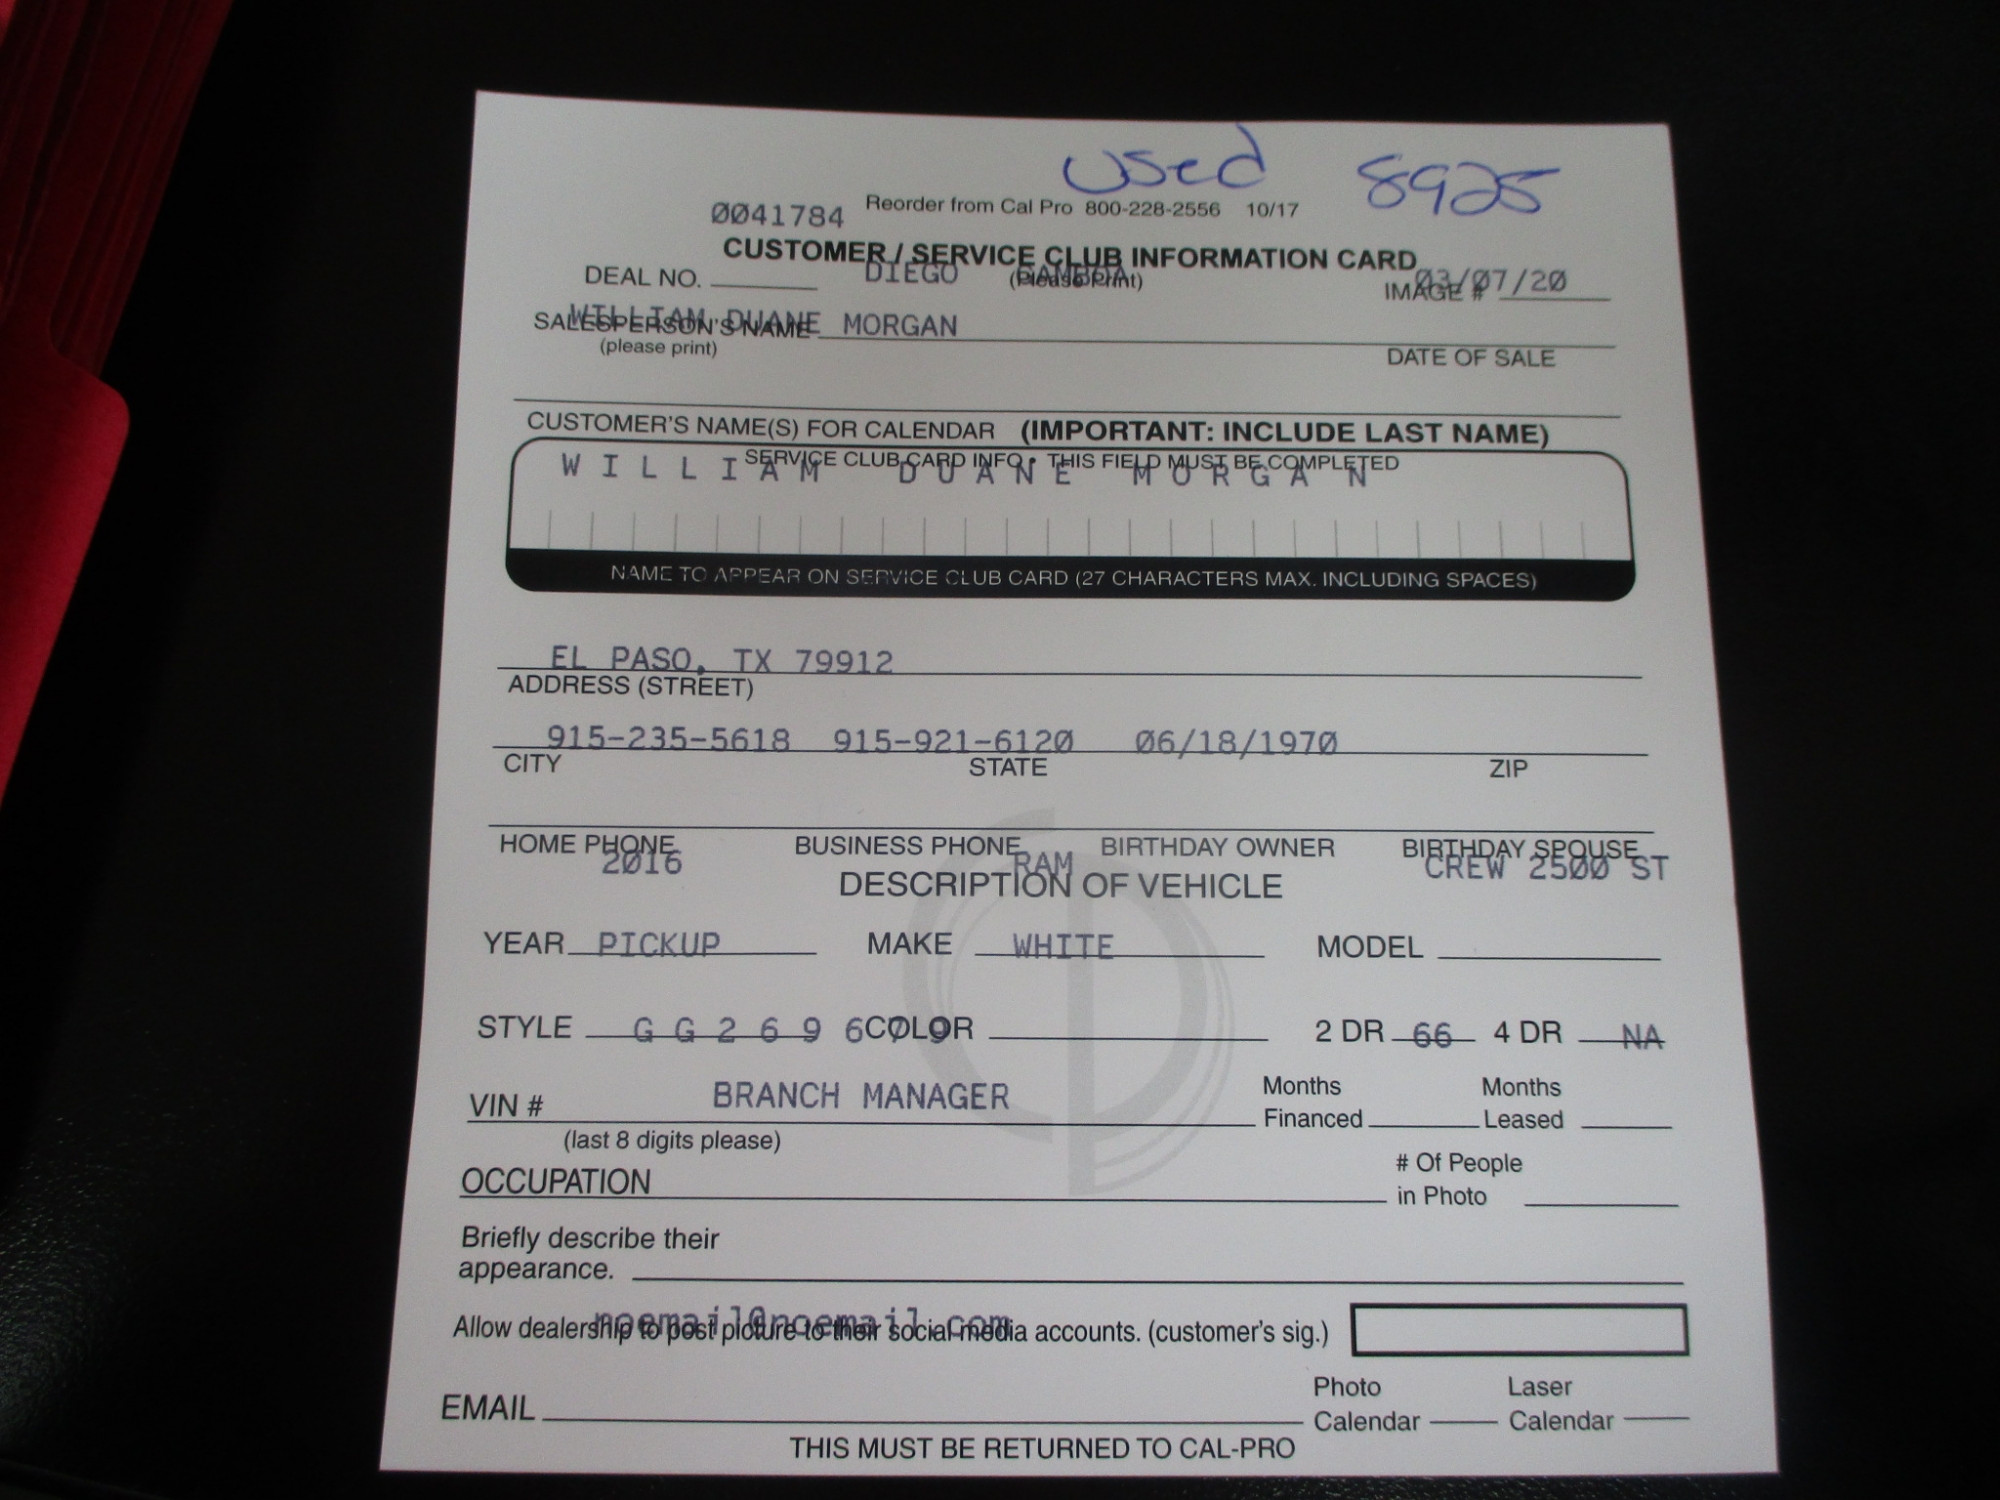 used 8925
0041784 Reorder from Cal Pro 800-228-2556 10/17
CUSTOMER / SERVICE CLUB INFORMATION CARD
DIEGO GAMBOA 03/07/20
DEAL NO. (Please Print) IMAGE #
WILLIAM DUANE MORGAN
SALESPERSON'S NAME
(please print) DATE OF SALE
CUSTOMER'S NAME(S) FOR CALENDAR (IMPORTANT: INCLUDE LAST NAME)
SERVICE CLUB CARD INFO • THIS FIELD MUST BE COMPLETED
WILLIAM DUANE MORGAN
NAME TO APPEAR ON SERVICE CLUB CARD (27 CHARACTERS MAX. INCLUDING SPACES)
EL PASO, TX 79912
ADDRESS (STREET)
915-235-5618 915-921-6120 06/18/1970
CITY STATE ZIP
HOME PHONE BUSINESS PHONE BIRTHDAY OWNER BIRTHDAY SPOUSE
2016 RAM CREW 2500 ST
DESCRIPTION OF VEHICLE
YEAR PICKUP MAKE WHITE MODEL
STYLE GG269679 COLOR 2 DR 66 4 DR NA
VIN # BRANCH MANAGER Months Financed Months Leased
(last 8 digits please)
OCCUPATION # Of People in Photo
Briefly describe their
appearance.
noemail@noemail.com
Allow dealership to post picture to their social media accounts. (customer's sig.)
EMAIL Photo Calendar Laser Calendar
THIS MUST BE RETURNED TO CAL-PRO